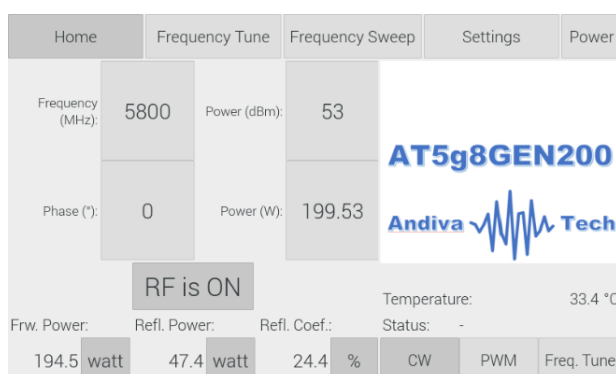 Home Frequency Tune Frequency Sweep Settings Power
Frequency (MHz): 5800 Power (dBm): 53
AT5g8GEN200
Phase (°): 0 Power (W): 199.53
Andiva Tech
RF is ON
Temperature: 33.4 °C
Frw. Power: Refl. Power: Refl. Coef.: Status: -
194.5 watt 47.4 watt 24.4 % CW PWM Freq. Tune